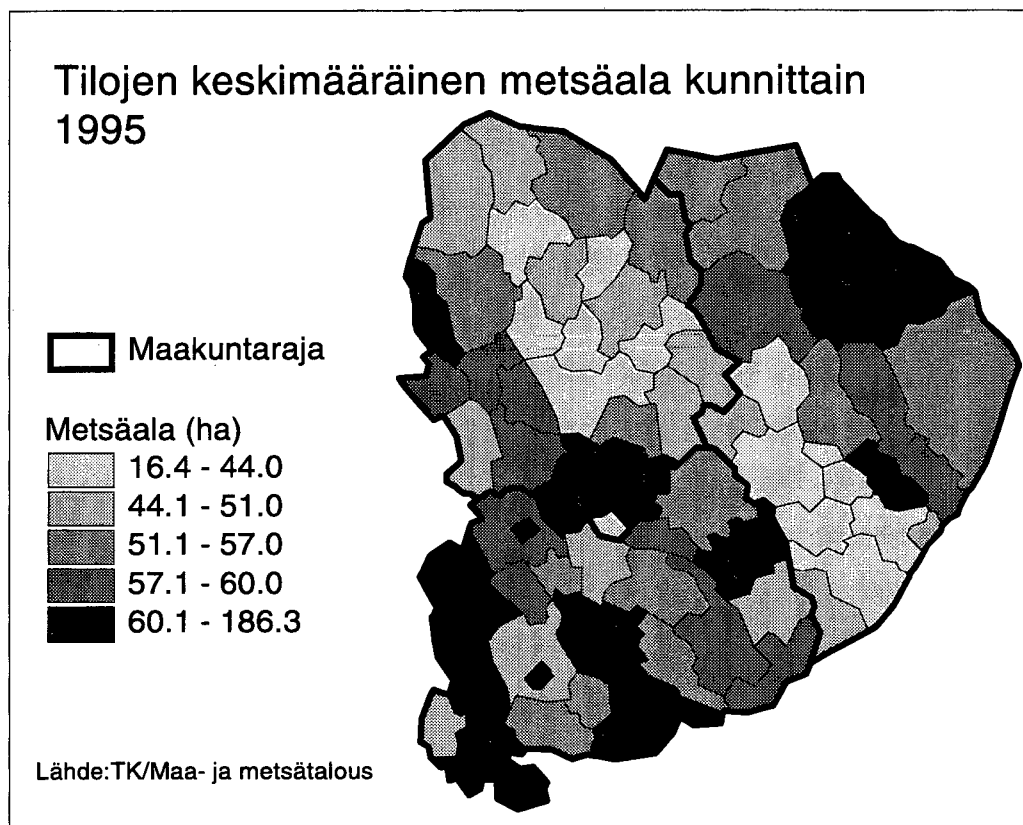 Tilojen keskimääräinen metsäala kunnittain
1995
Maakuntaraja
Metsäala (ha)
16.4 - 44.0
44.1 - 51.0
51.1 - 57.0
57.1 - 60.0
60.1 - 186.3
Lähde:TK/Maa- ja metsätalous